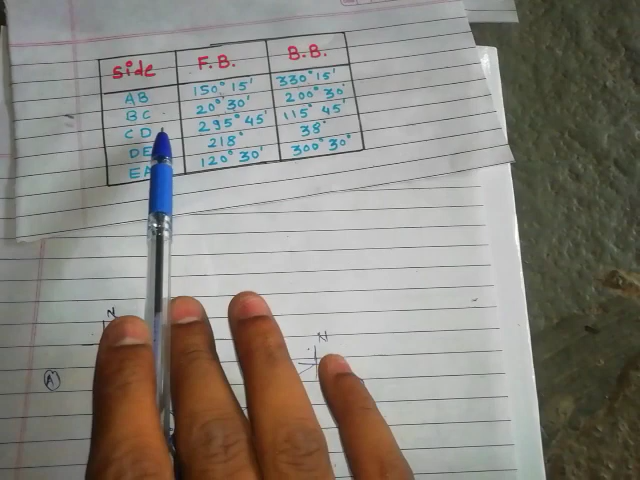 side F.B. B.B.
AB 150° 15' 330° 15'
BC 20° 30' 200° 30'
CD 295° 45' 115° 45'
DE 218° 38°
EA 120° 30' 300° 30'
N
N
A